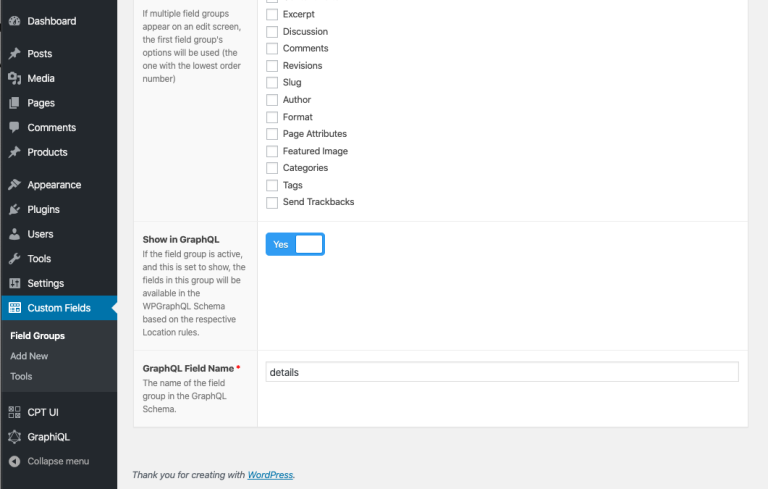 Dashboard
Posts
Media
Pages
Comments
Products
Appearance
Plugins
Users
Tools
Settings
Custom Fields
Field Groups
Add New
Tools
CPT UI
GraphiQL
Collapse menu
If multiple field groups
appear on an edit screen,
the first field group's
options will be used (the
one with the lowest order
number)
Excerpt
Discussion
Comments
Revisions
Slug
Author
Format
Page Attributes
Featured Image
Categories
Tags
Send Trackbacks
Show in GraphQL
If the field group is active,
and this is set to show, the
fields in this group will be
available in the
WPGraphQL Schema
based on the respective
Location rules.
Yes
GraphQL Field Name *
The name of the field
group in the GraphQL
Schema.
details
Thank you for creating with WordPress.